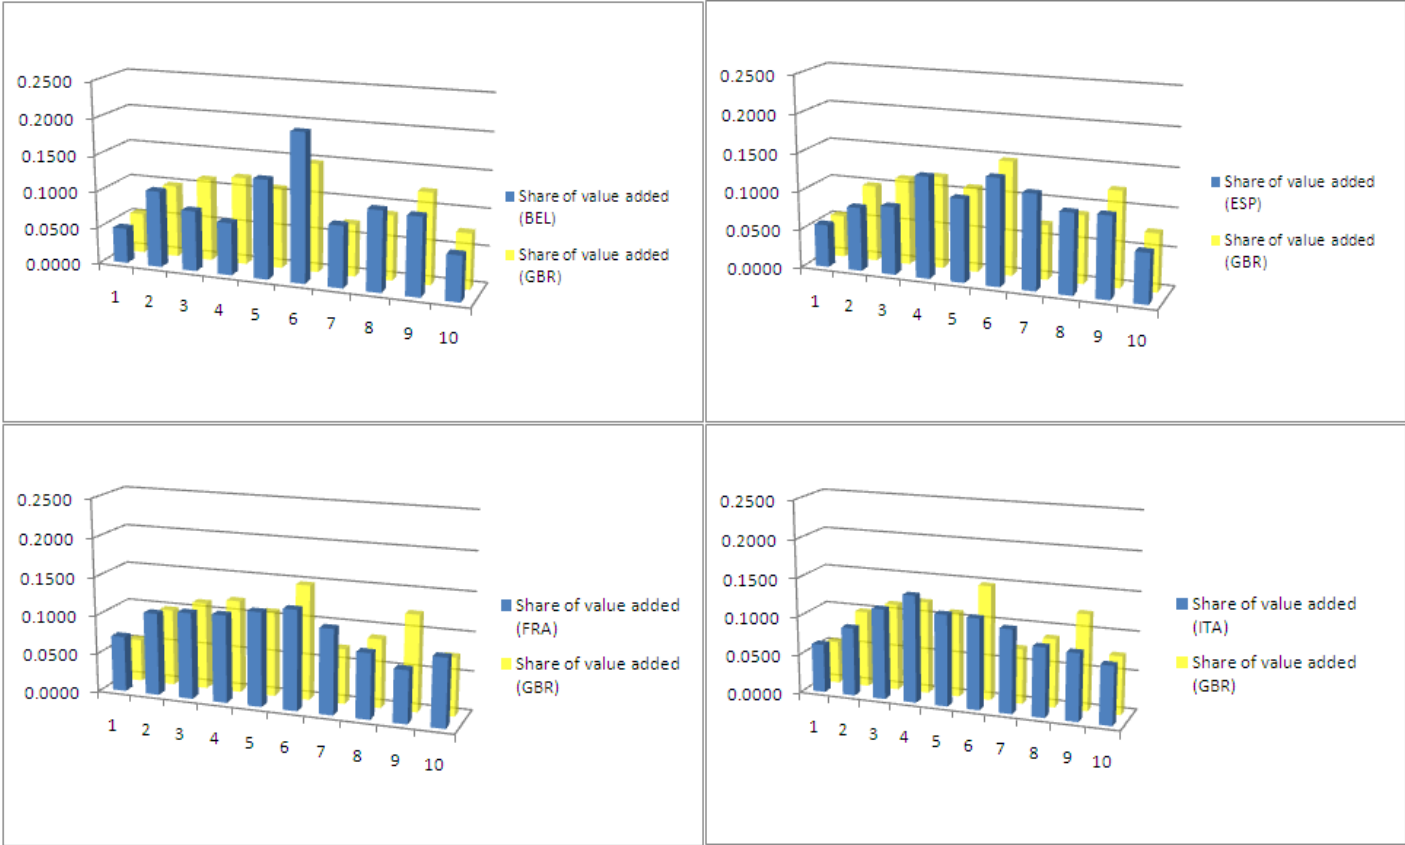 0.2500
0.2000
0.1500
0.1000
0.0500
0.0000
1 2 3 4 5 6 7 8 9 10
Share of value added
(BEL)
Share of value added
(GBR)
0.2500
0.2000
0.1500
0.1000
0.0500
0.0000
1 2 3 4 5 6 7 8 9 10
Share of value added
(ESP)
Share of value added
(GBR)
0.2500
0.2000
0.1500
0.1000
0.0500
0.0000
1 2 3 4 5 6 7 8 9 10
Share of value added
(FRA)
Share of value added
(GBR)
0.2500
0.2000
0.1500
0.1000
0.0500
0.0000
1 2 3 4 5 6 7 8 9 10
Share of value added
(ITA)
Share of value added
(GBR)